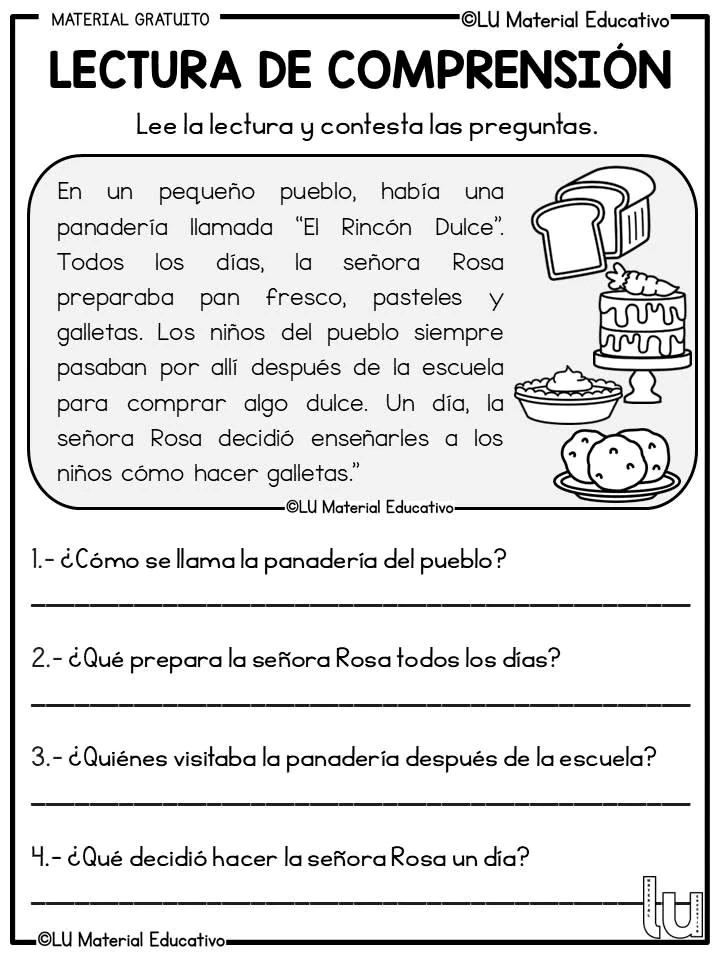 MATERIAL GRATUITO
©LU Material Educativo
LECTURA DE COMPRENSIÓN
Lee la lectura y contesta las preguntas.
En un pequeño pueblo, había una
panadería llamada “El Rincón Dulce”.
Todos los días, la señora Rosa
preparaba pan fresco, pasteles y
galletas. Los niños del pueblo siempre
pasaban por allí después de la escuela
para comprar algo dulce. Un día, la
señora Rosa decidió enseñarles a los
niños cómo hacer galletas.”
©LU Material Educativo
1.- ¿Cómo se llama la panadería del pueblo?
2.- ¿Qué prepara la señora Rosa todos los días?
3.- ¿Quiénes visitaba la panadería después de la escuela?
4.- ¿Qué decidió hacer la señora Rosa un día?
lu
©LU Material Educativo